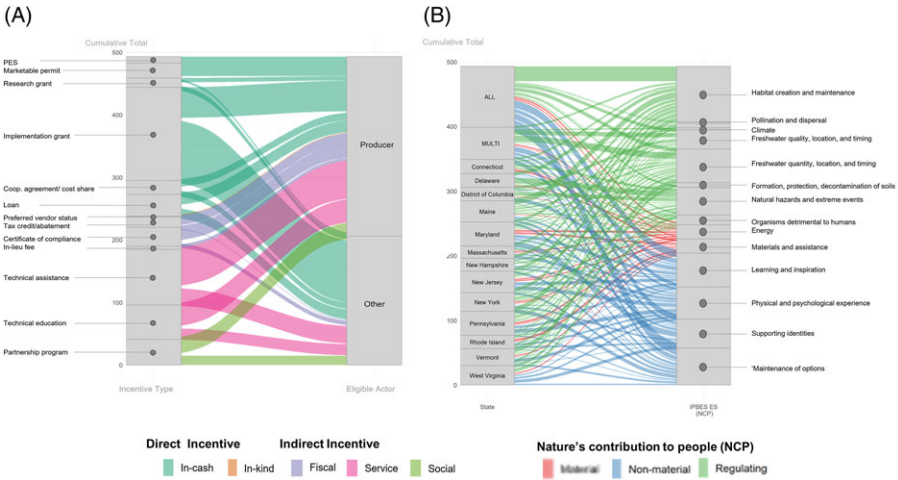 (A)
Cumulative Total
500
400
300
200
100
0
PES
Marketable permit
Research grant
Implementation grant
Coop. agreement/ cost share
Loan
Preferred vendor status
Tax credit/abatement
Certificate of compliance
In-lieu fee
Technical assistance
Technical education
Partnership program
Producer
Other
Incentive Type
Eligible Actor
Direct Incentive
Indirect Incentive
In-cash
In-kind
Fiscal
Service
Social
(B)
Cumulative Total
500
400
300
200
100
0
ALL
MULTI
Connecticut
Delaware
District of Columbia
Maine
Maryland
Massachusetts
New Hampshire
New Jersey
New York
Pennsylvania
Rhode Island
Vermont
West Virginia
Habitat creation and maintenance
Pollination and dispersal
Climate
Freshwater quality, location, and timing
Freshwater quantity, location, and timing
Formation, protection, decontamination of soils
Natural hazards and extreme events
Organisms detrimental to humans
Energy
Materials and assistance
Learning and inspiration
Physical and psychological experience
Supporting identities
'Maintenance of options
State
IPBES ES
(NCP)
Nature's contribution to people (NCP)
Non-material
Regulating